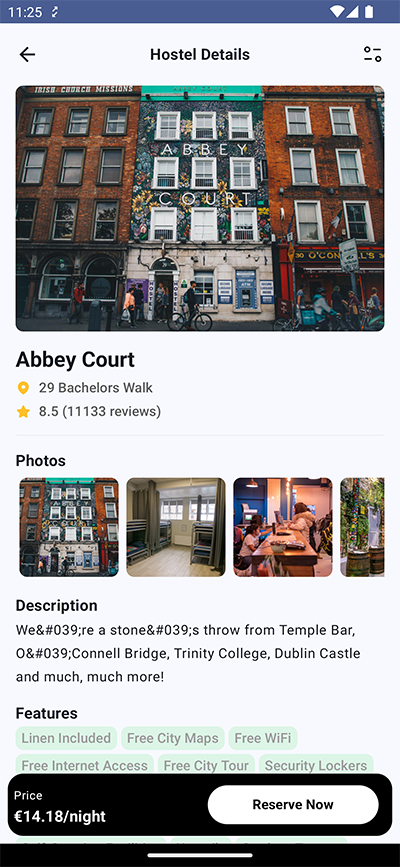 11:25
Hostel Details
IRISH CHURCH MISSIONS
ABBEY
COURT
30 O'CONNELL'S
ATM
Abbey Court
29 Bachelors Walk
8.5 (11133 reviews)
Photos
Description
We&#039;re a stone&#039;s throw from Temple Bar,
O&#039;Connell Bridge, Trinity College, Dublin Castle
and much, much more!
Features
Linen Included
Free City Maps
Free WiFi
Free Internet Access
Free City Tour
Security Lockers
Price
€14.18/night
Reserve Now